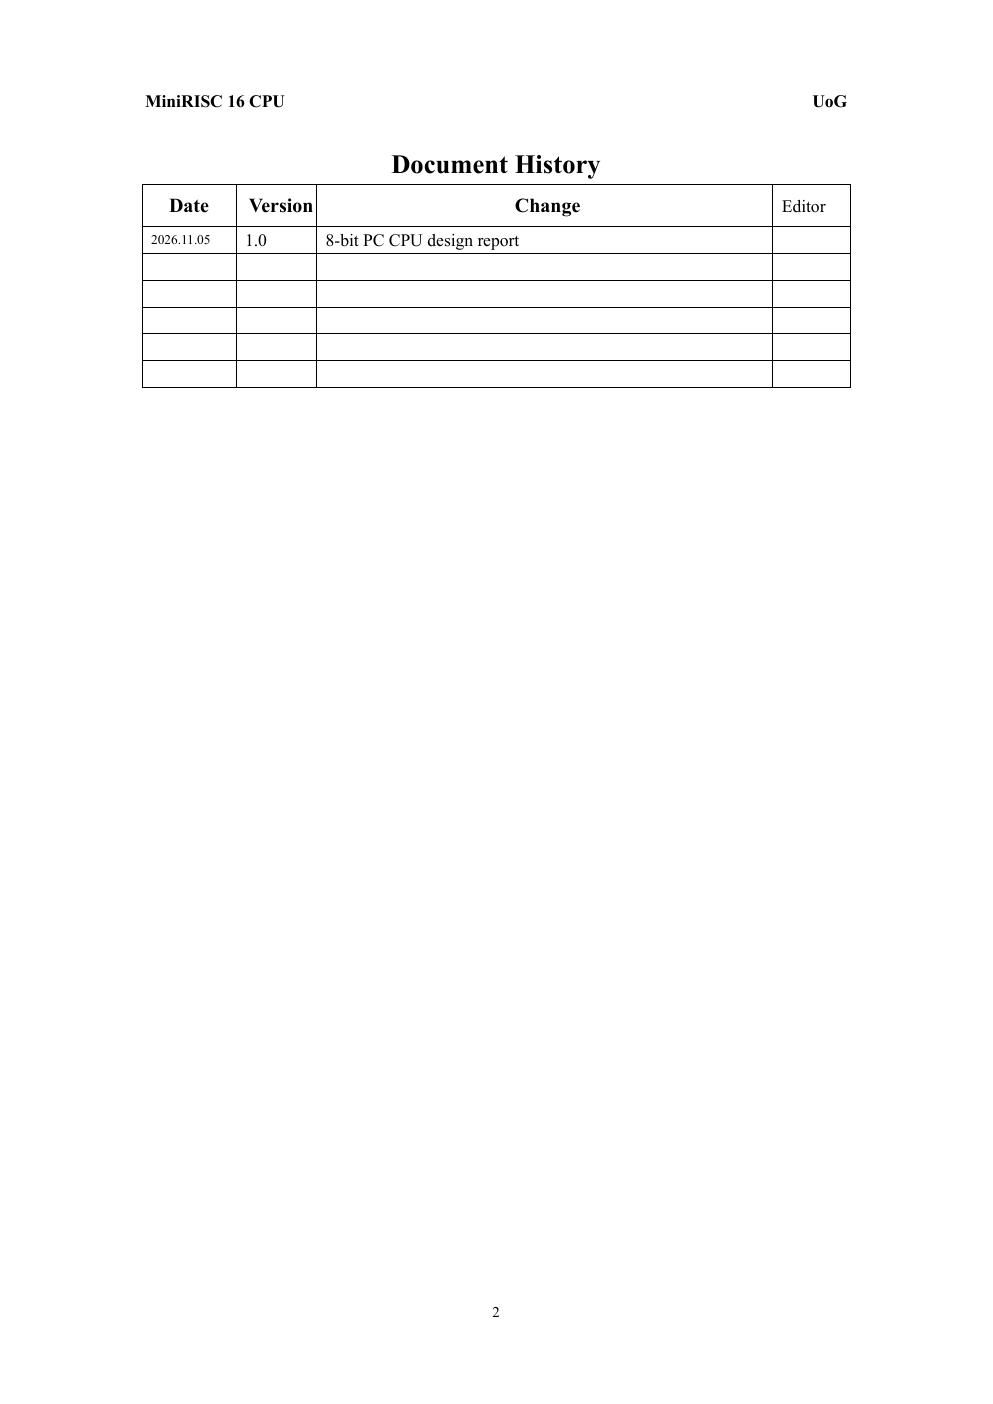 MiniRISC 16 CPU UoG
Document History
Date Version Change Editor
2026.11.05 1.0 8-bit PC CPU design report
2